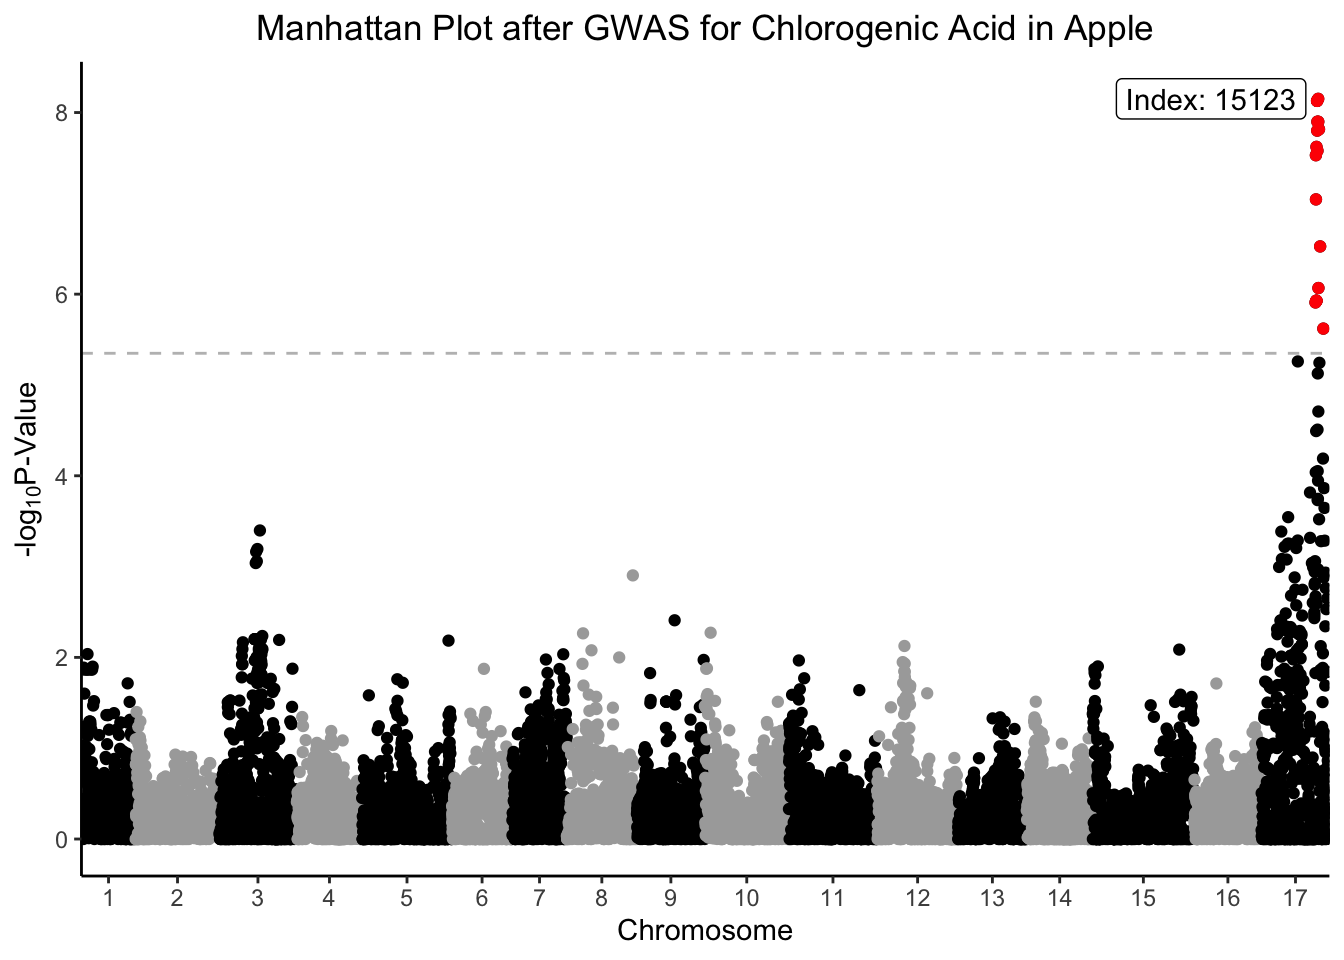 Manhattan Plot after GWAS for Chlorogenic Acid in Apple
Index: 15123
8
6
4
2
0
-log₁₀P-Value
1 2 3 4 5 6 7 8 9 10 11 12 13 14 15 16 17
Chromosome